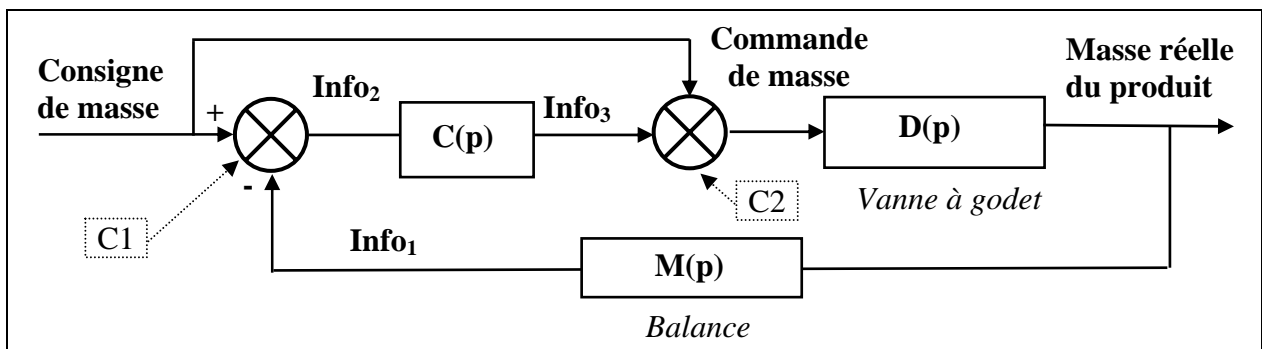 Consigne
de masse
+
-
Info₂
C(p)
Info₃
Commande
de masse
D(p)
Vanne à godet
Masse réelle
du produit
C1
C2
Info₁
M(p)
Balance